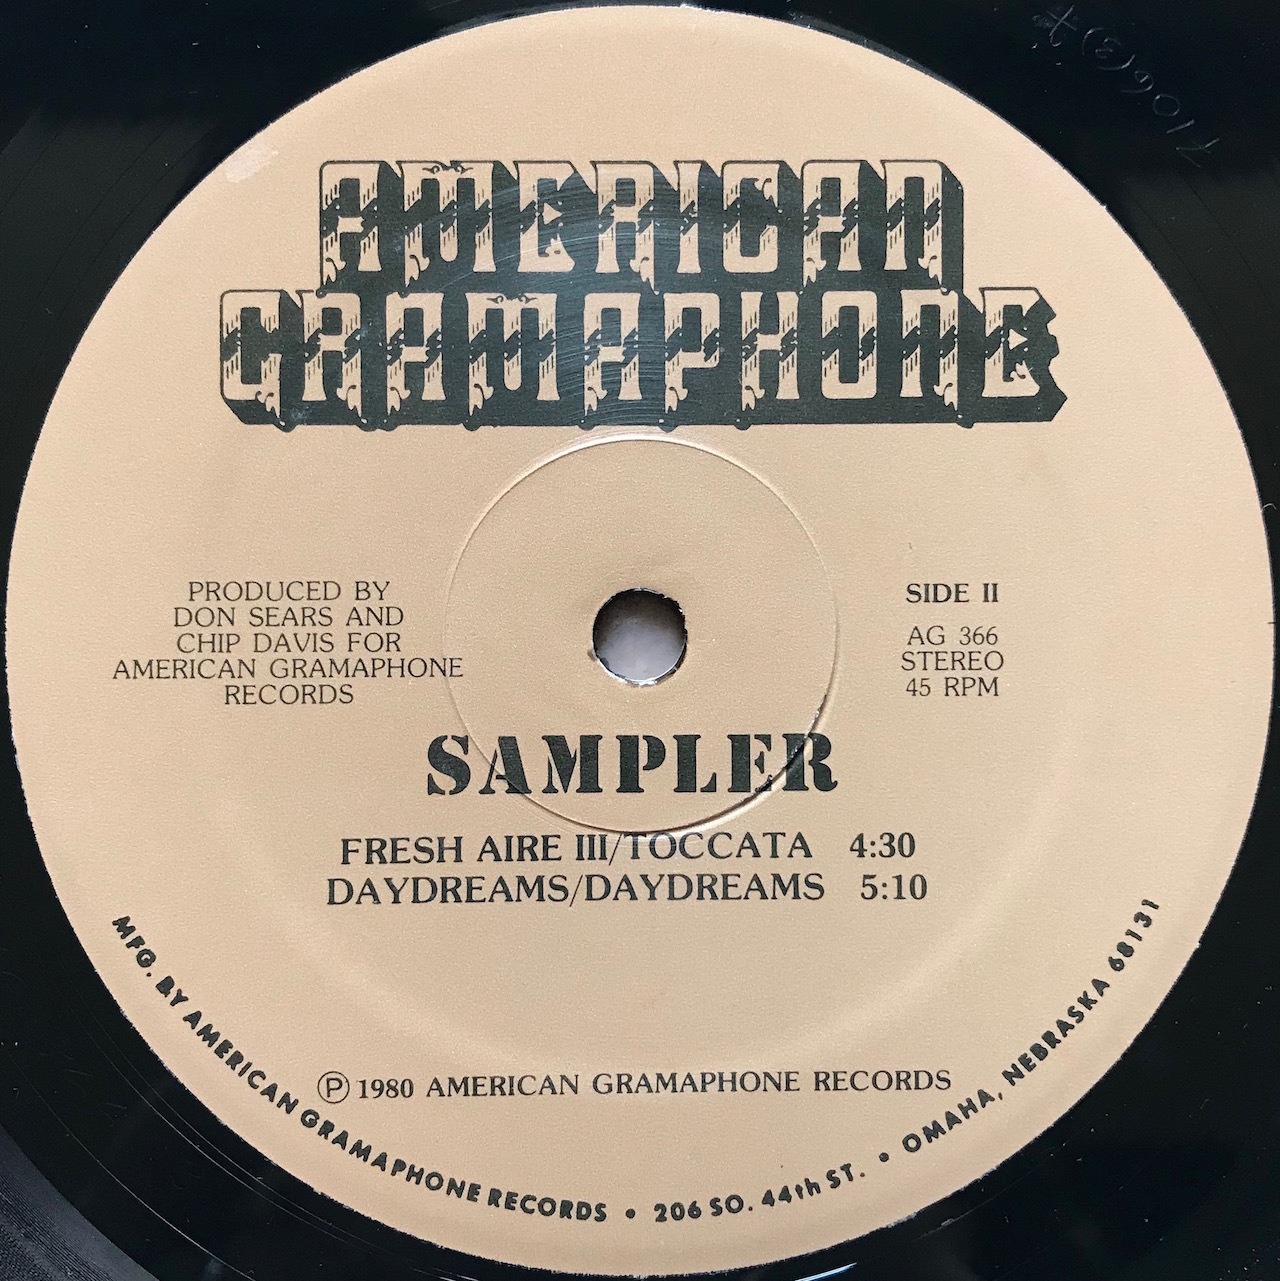 AMERICAN
GRAMAPHONE
PRODUCED BY
DON SEARS AND
CHIP DAVIS FOR
AMERICAN GRAMAPHONE
RECORDS
SIDE II
AG 366
STEREO
45 RPM
SAMPLER
FRESH AIRE III/TOCCATA 4:30
DAYDREAMS/DAYDREAMS 5:10
Ⓟ 1980 AMERICAN GRAMAPHONE RECORDS
MFG. BY AMERICAN GRAMAPHONE RECORDS • 206 SO. 44th ST. • OMAHA, NEBRASKA 68131